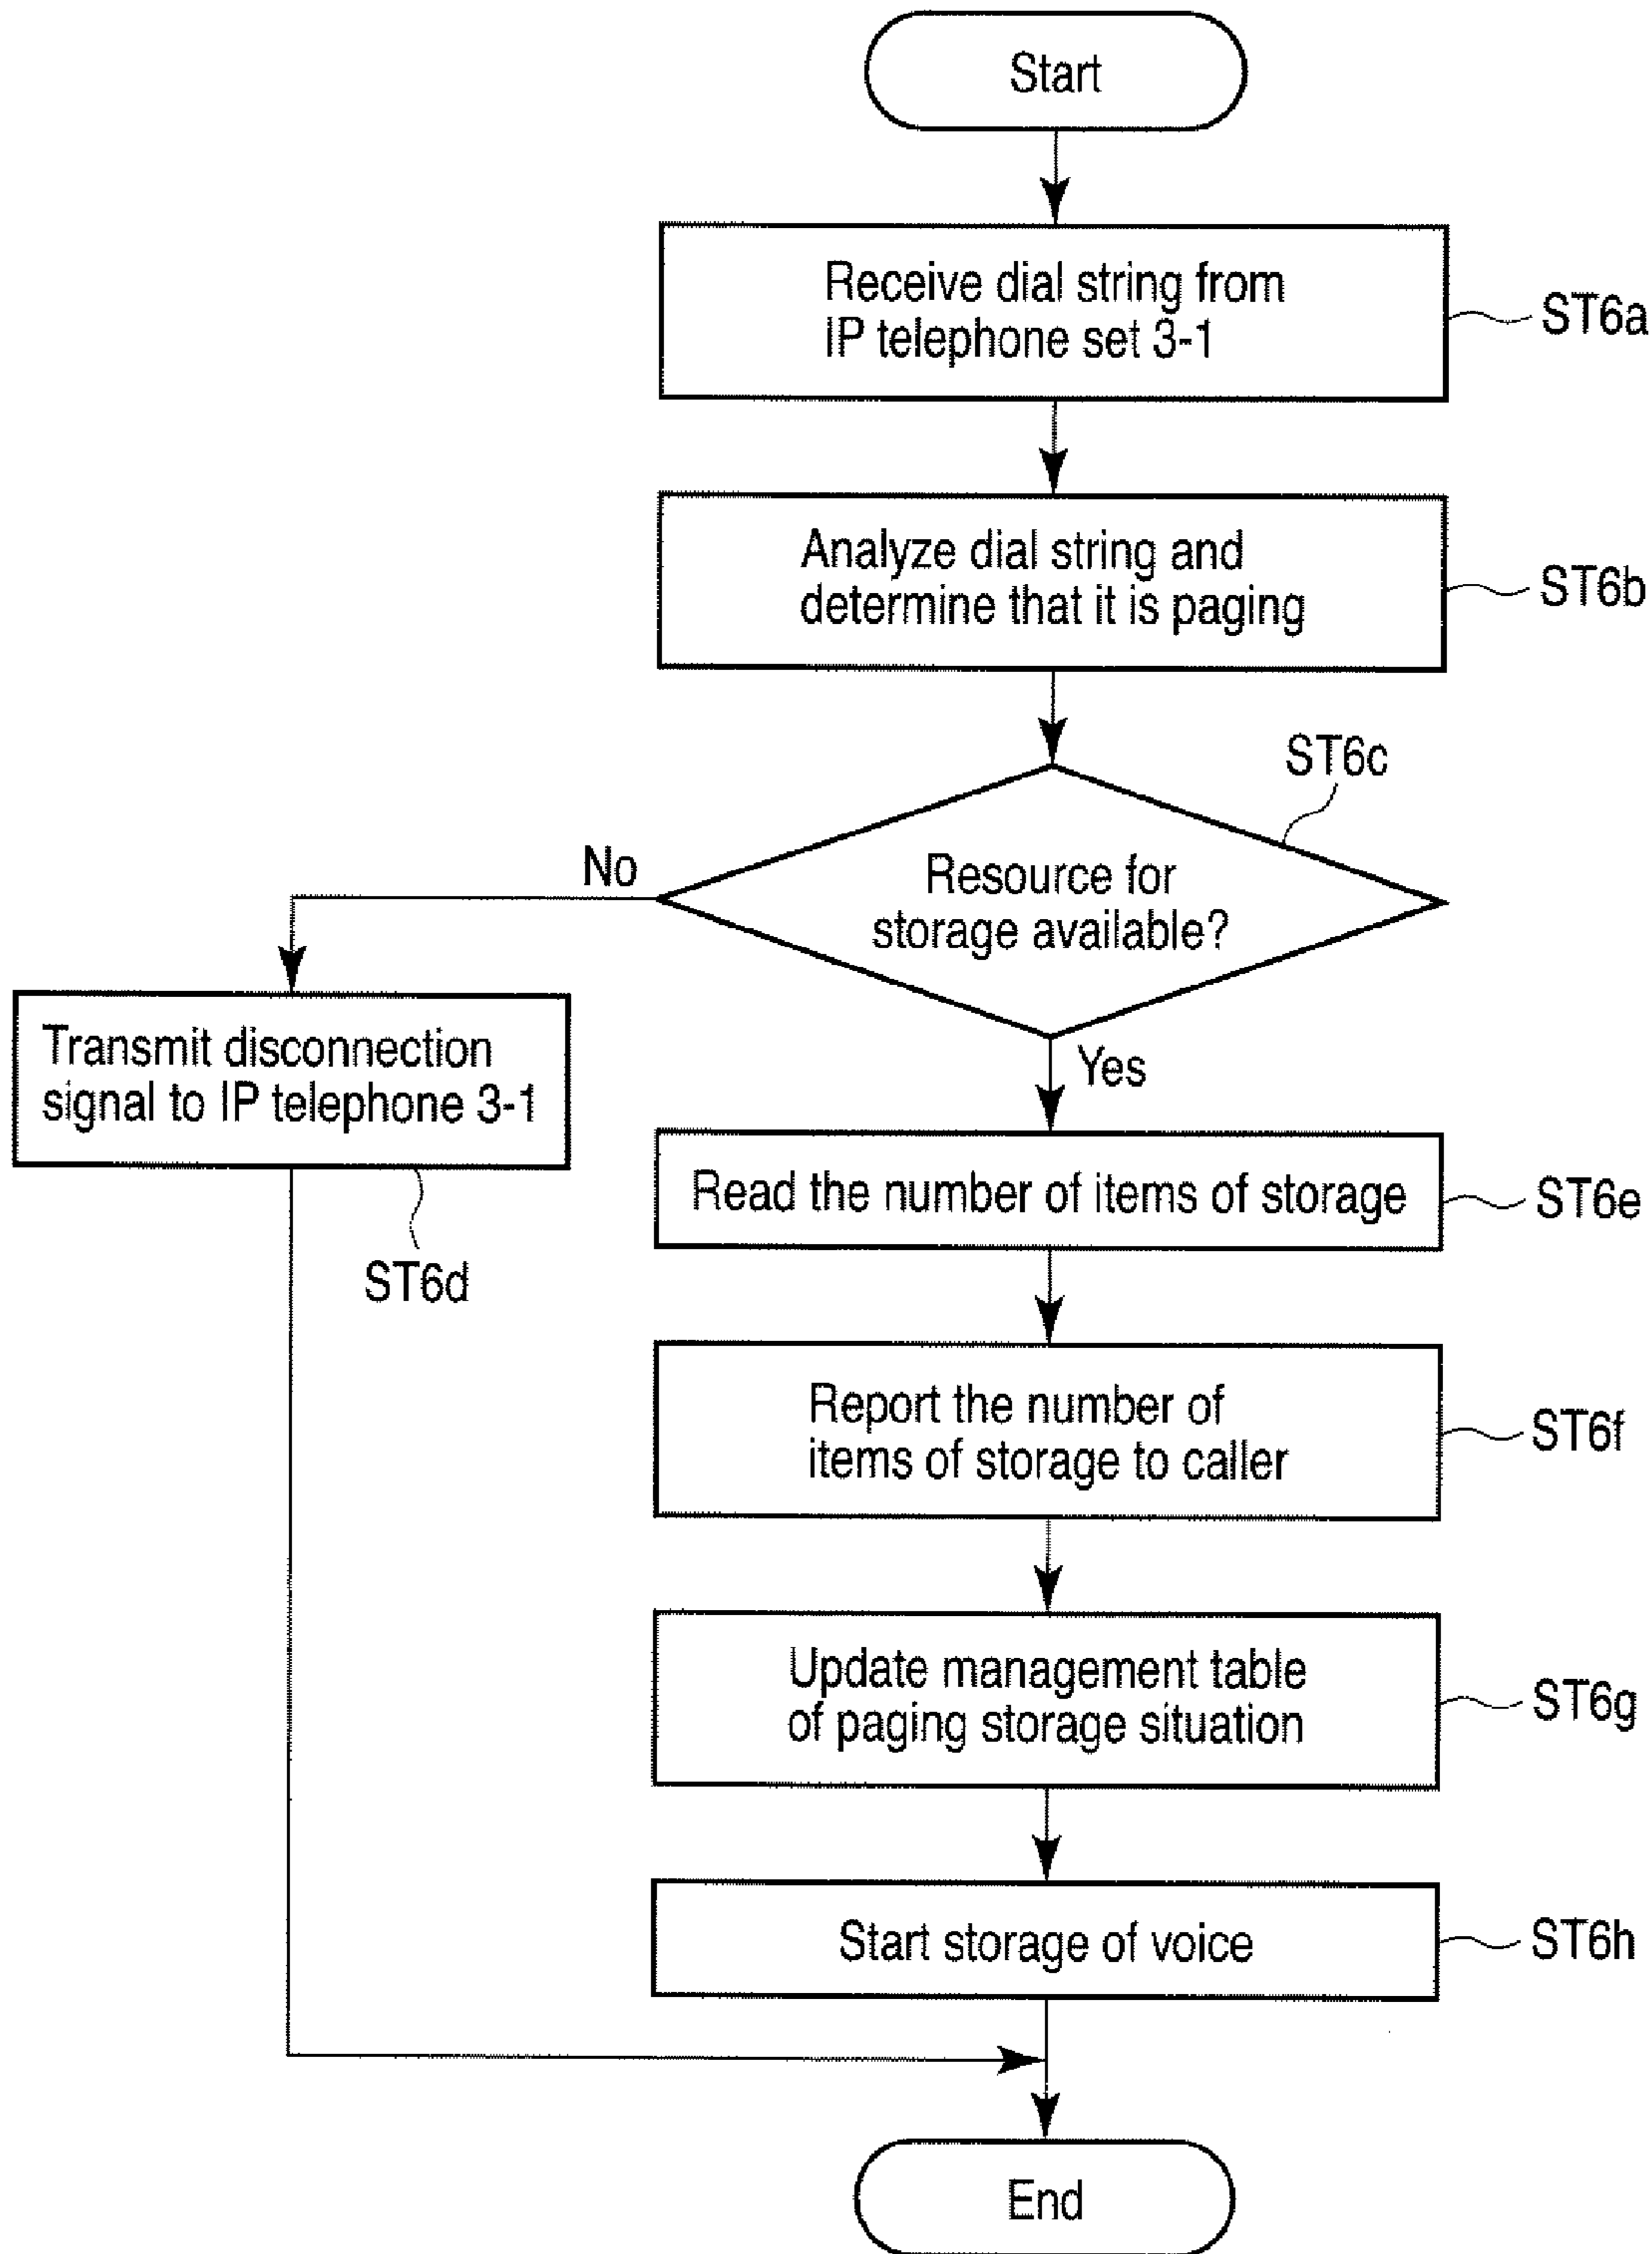 Start
Receive dial string from
IP telephone set 3-1
ST6a
Analyze dial string and
determine that it is paging
ST6b
ST6c
No
Resource for
storage available?
Yes
Transmit disconnection
signal to IP telephone 3-1
ST6d
Read the number of items of storage
ST6e
Report the number of
items of storage to caller
ST6f
Update management table
of paging storage situation
ST6g
Start storage of voice
ST6h
End